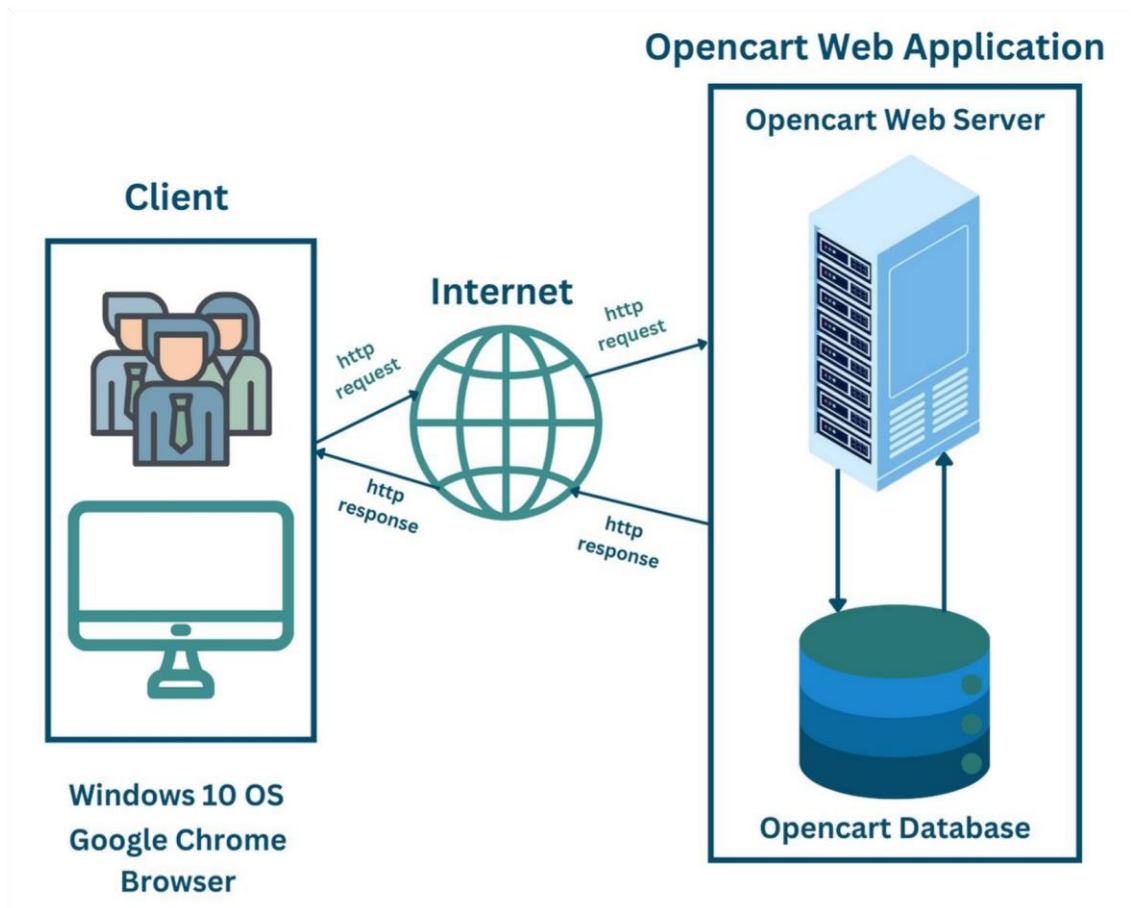 Opencart Web Application
Opencart Web Server
Client
Internet
http
request
http
request
http
response
http
response
Opencart Database
Windows 10 OS
Google Chrome
Browser